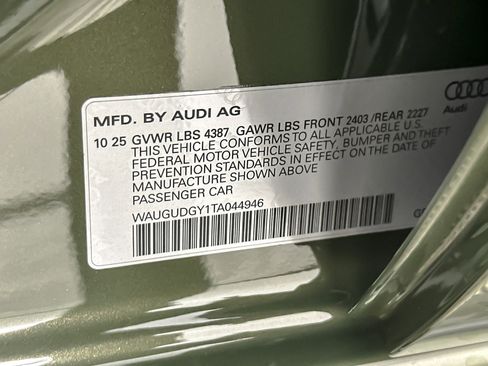 MFD. BY AUDI AG
Audi
10 25 GVWR LBS 4387 GAWR LBS FRONT 2403 /REAR 2227
THIS VEHICLE CONFORMS TO ALL APPLICABLE U.S.
FEDERAL MOTOR VEHICLE SAFETY, BUMPER AND THEFT
PREVENTION STANDARDS IN EFFECT ON THE DATE OF
MANUFACTURE SHOWN ABOVE
PASSENGER CAR
WAUGUDGY1TA044946